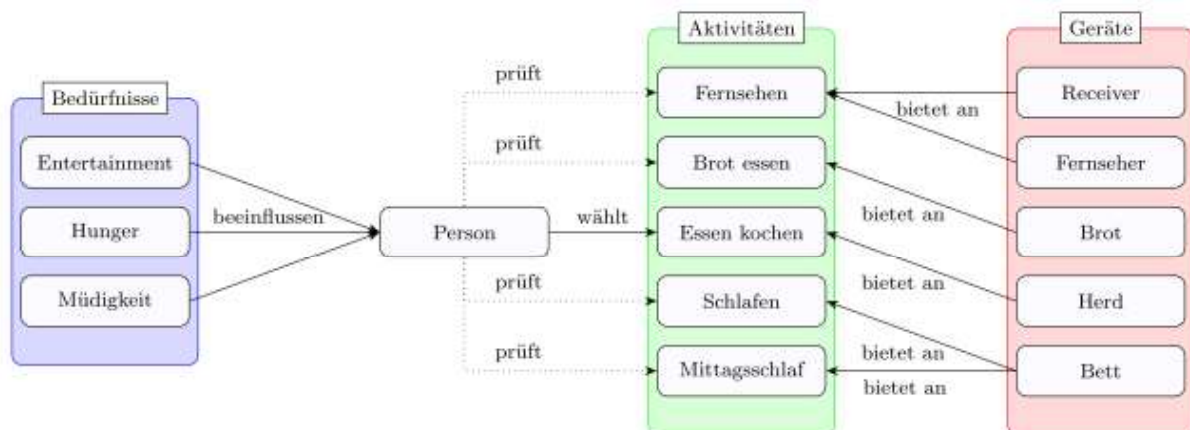 Aktivitäten
Geräte
prüft
Fernsehen
Receiver
Bedürfnisse
bietet an
prüft
Entertainment
Brot essen
Fernseher
beeinflussen
wählt
bietet an
Hunger
Person
Essen kochen
Brot
prüft
bietet an
Müdigkeit
Schlafen
Herd
prüft
bietet an
Mittagsschlaf
Bett
bietet an